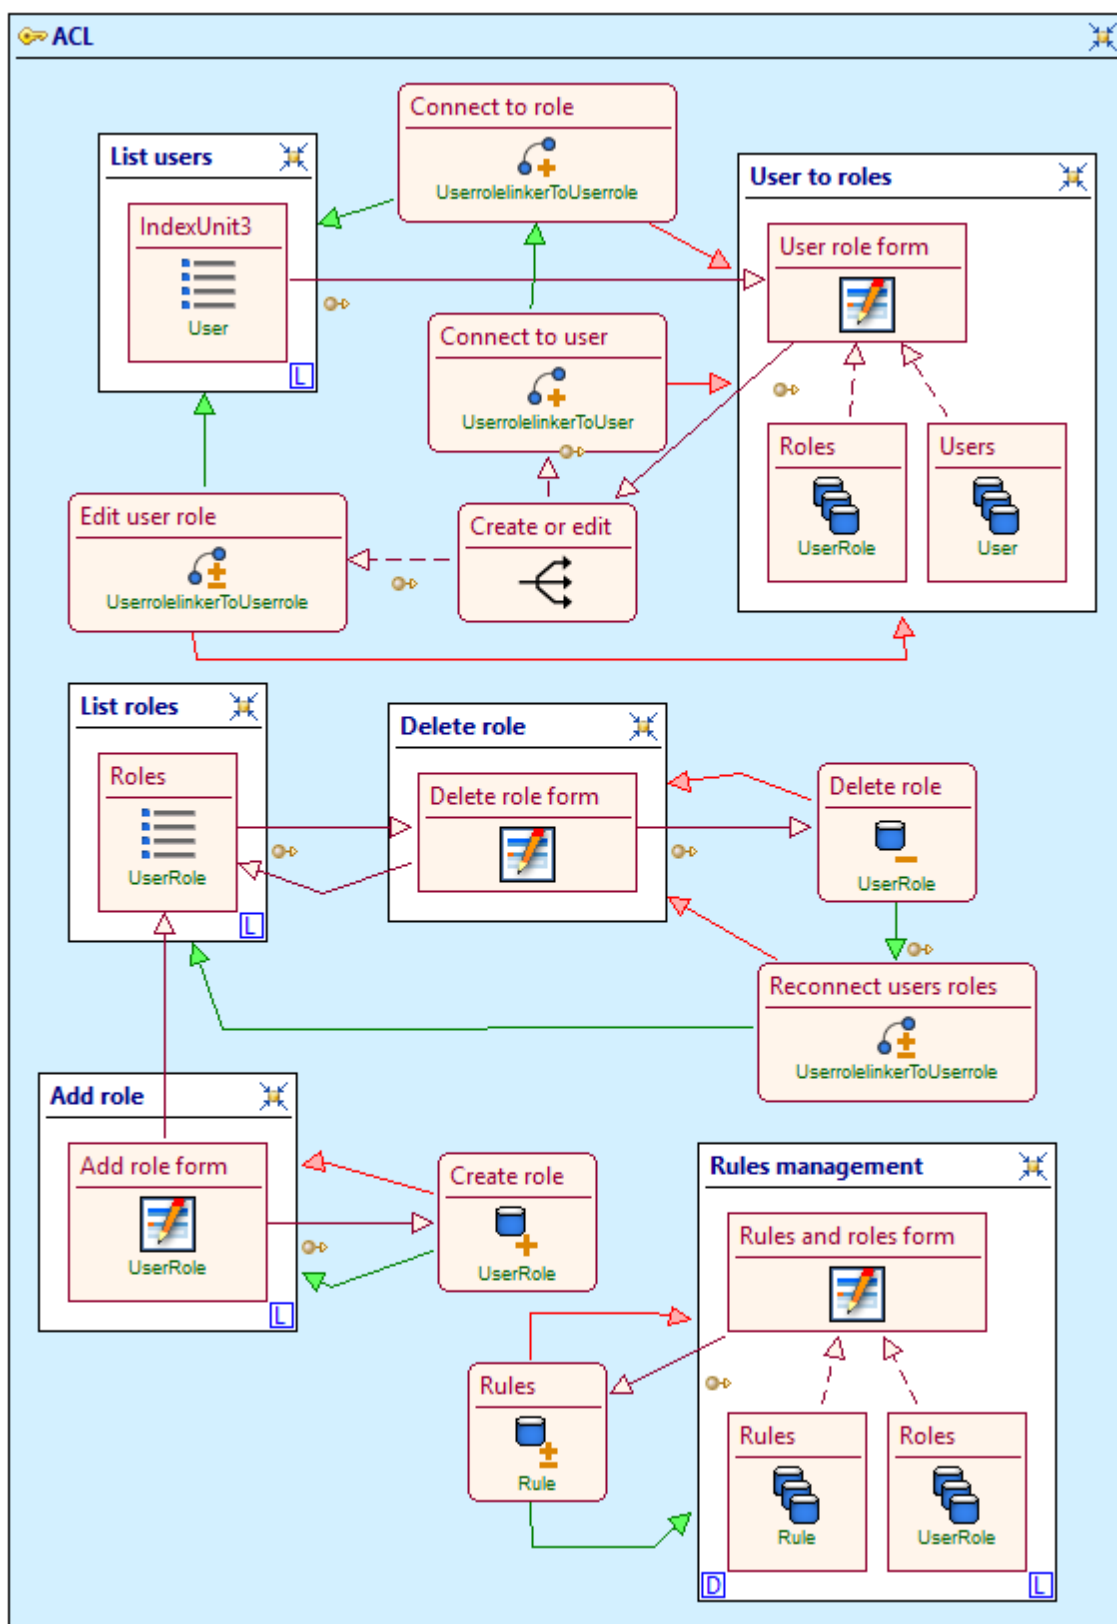 ACL
Connect to role
UserrolelinkerToUserrole
List users
IndexUnit3
User
L
User to roles
User role form
Connect to user
UserrolelinkerToUser
Roles
UserRole
Users
User
Edit user role
UserrolelinkerToUserrole
Create or edit
List roles
Roles
UserRole
L
Delete role
Delete role form
Delete role
UserRole
Reconnect users roles
UserrolelinkerToUserrole
Add role
Add role form
UserRole
L
Create role
UserRole
Rules management
Rules and roles form
Rules
Rule
Rules
Rule
Roles
UserRole
D
L